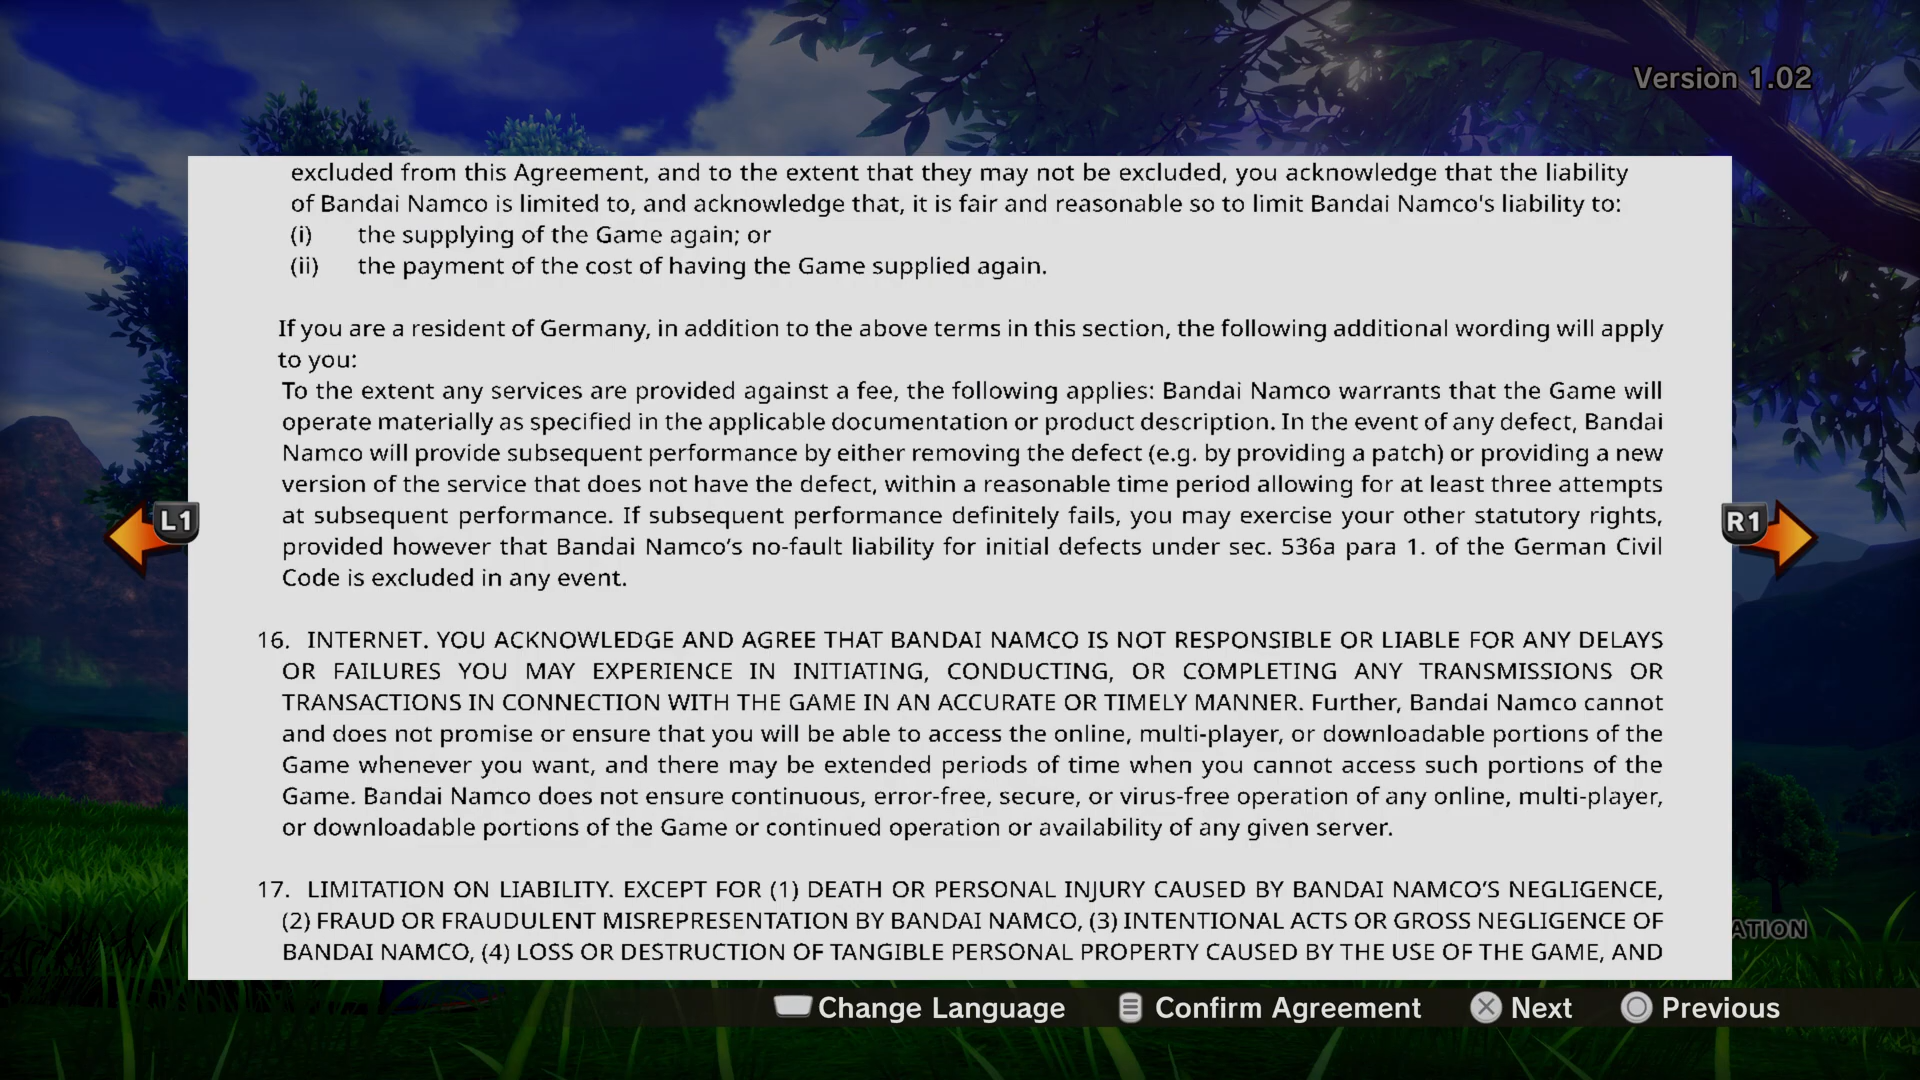 Version 1.02
excluded from this Agreement, and to the extent that they may not be excluded, you acknowledge that the liability
of Bandai Namco is limited to, and acknowledge that, it is fair and reasonable so to limit Bandai Namco's liability to:
(i) the supplying of the Game again; or
(ii) the payment of the cost of having the Game supplied again.
If you are a resident of Germany, in addition to the above terms in this section, the following additional wording will apply
to you:
To the extent any services are provided against a fee, the following applies: Bandai Namco warrants that the Game will
operate materially as specified in the applicable documentation or product description. In the event of any defect, Bandai
Namco will provide subsequent performance by either removing the defect (e.g. by providing a patch) or providing a new
version of the service that does not have the defect, within a reasonable time period allowing for at least three attempts
at subsequent performance. If subsequent performance definitely fails, you may exercise your other statutory rights,
provided however that Bandai Namco’s no-fault liability for initial defects under sec. 536a para 1. of the German Civil
Code is excluded in any event.
L1
R1
16. INTERNET. YOU ACKNOWLEDGE AND AGREE THAT BANDAI NAMCO IS NOT RESPONSIBLE OR LIABLE FOR ANY DELAYS
OR FAILURES YOU MAY EXPERIENCE IN INITIATING, CONDUCTING, OR COMPLETING ANY TRANSMISSIONS OR
TRANSACTIONS IN CONNECTION WITH THE GAME IN AN ACCURATE OR TIMELY MANNER. Further, Bandai Namco cannot
and does not promise or ensure that you will be able to access the online, multi-player, or downloadable portions of the
Game whenever you want, and there may be extended periods of time when you cannot access such portions of the
Game. Bandai Namco does not ensure continuous, error-free, secure, or virus-free operation of any online, multi-player,
or downloadable portions of the Game or continued operation or availability of any given server.
17. LIMITATION ON LIABILITY. EXCEPT FOR (1) DEATH OR PERSONAL INJURY CAUSED BY BANDAI NAMCO’S NEGLIGENCE,
(2) FRAUD OR FRAUDULENT MISREPRESENTATION BY BANDAI NAMCO, (3) INTENTIONAL ACTS OR GROSS NEGLIGENCE OF
BANDAI NAMCO, (4) LOSS OR DESTRUCTION OF TANGIBLE PERSONAL PROPERTY CAUSED BY THE USE OF THE GAME, AND
ATION
Change Language Confirm Agreement Next Previous